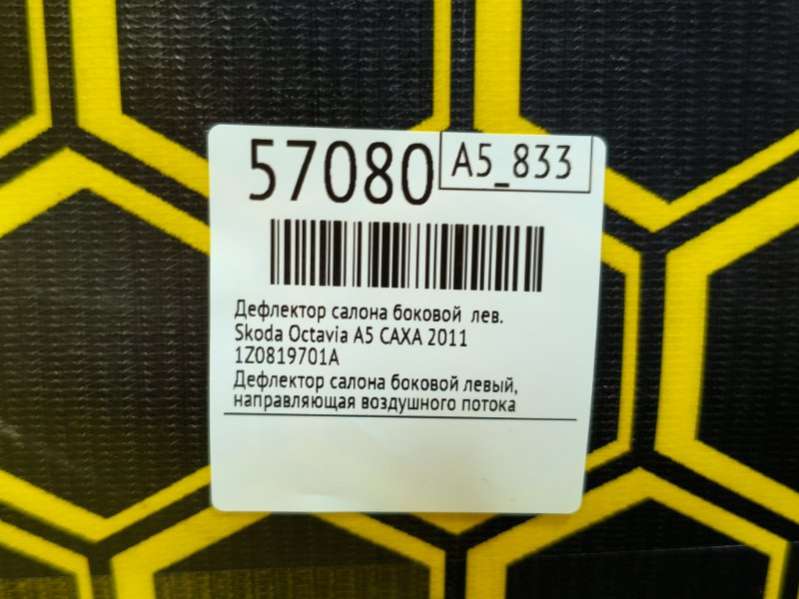 57080
A5_833
Дефлектор салона боковой лев.
Skoda Octavia A5 CAXA 2011
1Z0819701A
Дефлектор салона боковой левый,
направляющая воздушного потока